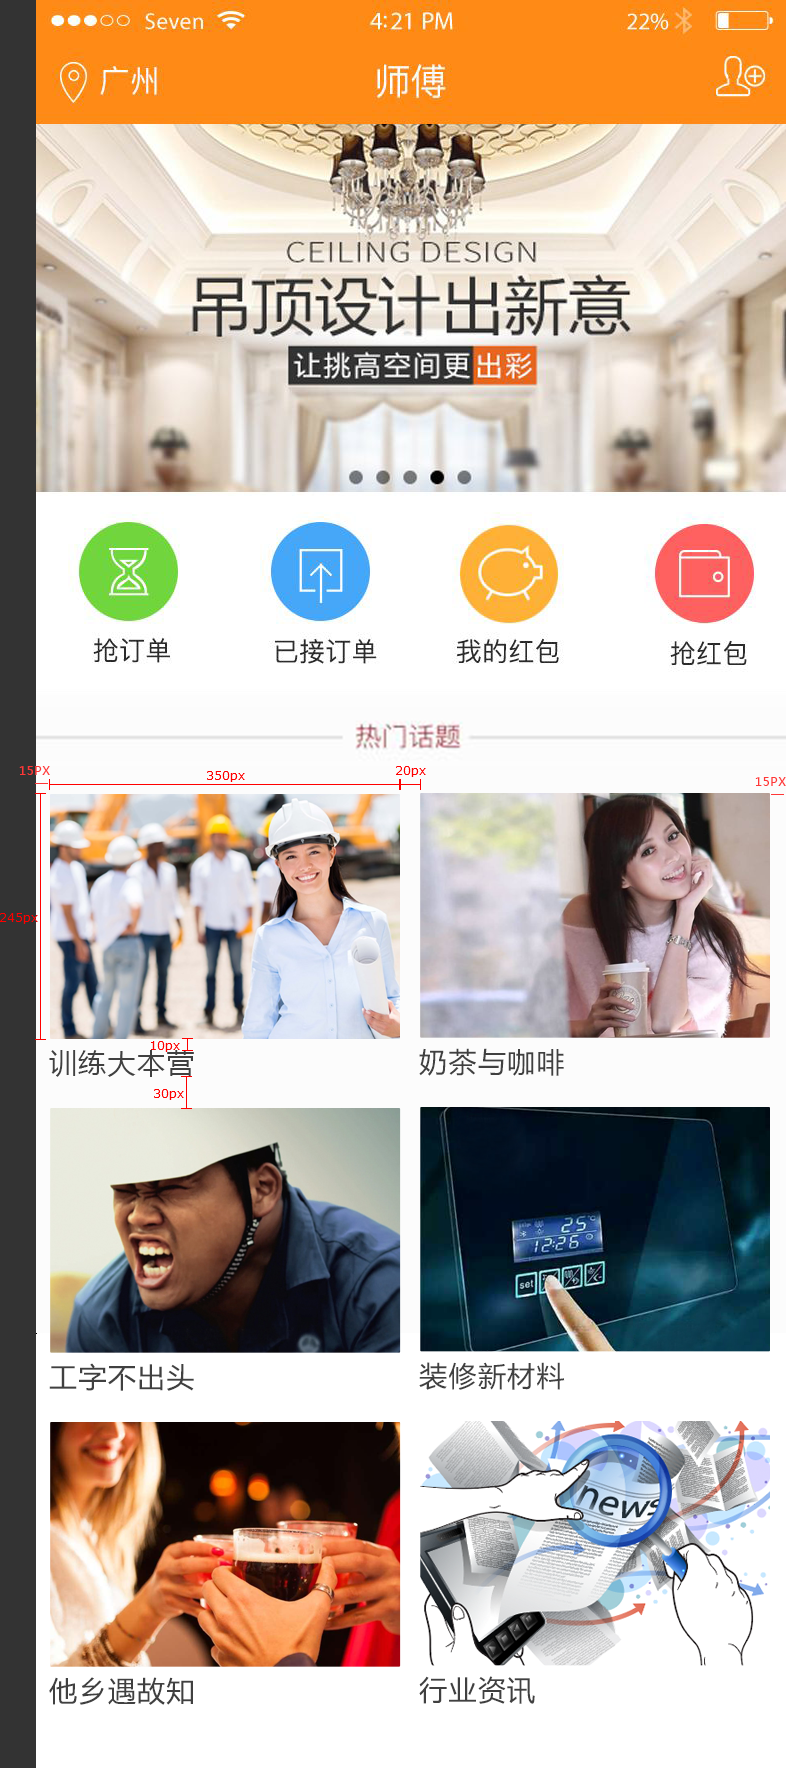 Seven 4:21 PM 22%
广州 师傅
CEILING DESIGN
吊顶设计出新意
让挑高空间更出彩
抢订单 已接订单 我的红包 抢红包
热门话题
15PX 350px 20px 15PX
245px
10px
训练大本营 奶茶与咖啡
30px
25°C
12:26
set
工字不出头 装修新材料
news
他乡遇故知 行业资讯